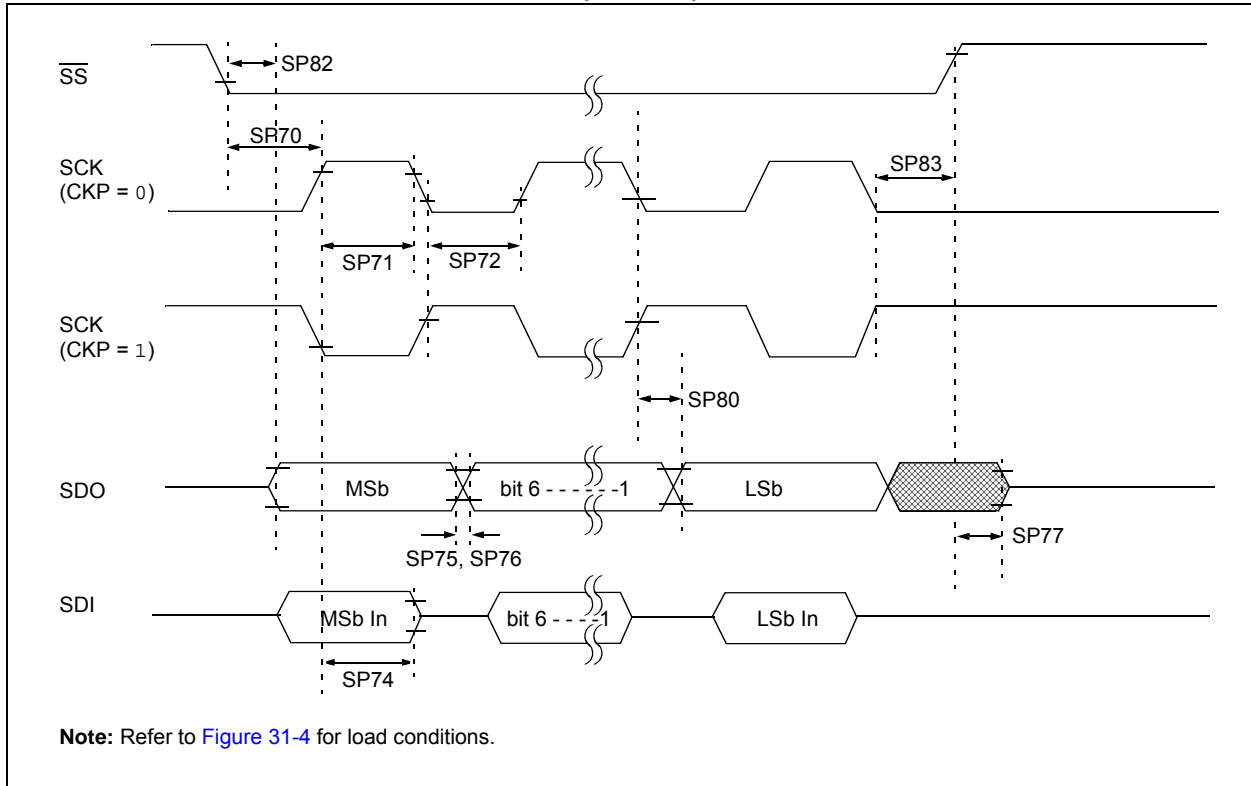 SS
SP82
SP70
SCK
(CKP = 0)
SP83
SP71
SP72
SCK
(CKP = 1)
SP80
SDO
MSb
bit 6 - - - - - -1
LSb
SP75, SP76
SP77
SDI
MSb In
bit 6 - - - -1
LSb In
SP74
Note: Refer to Figure 31-4 for load conditions.